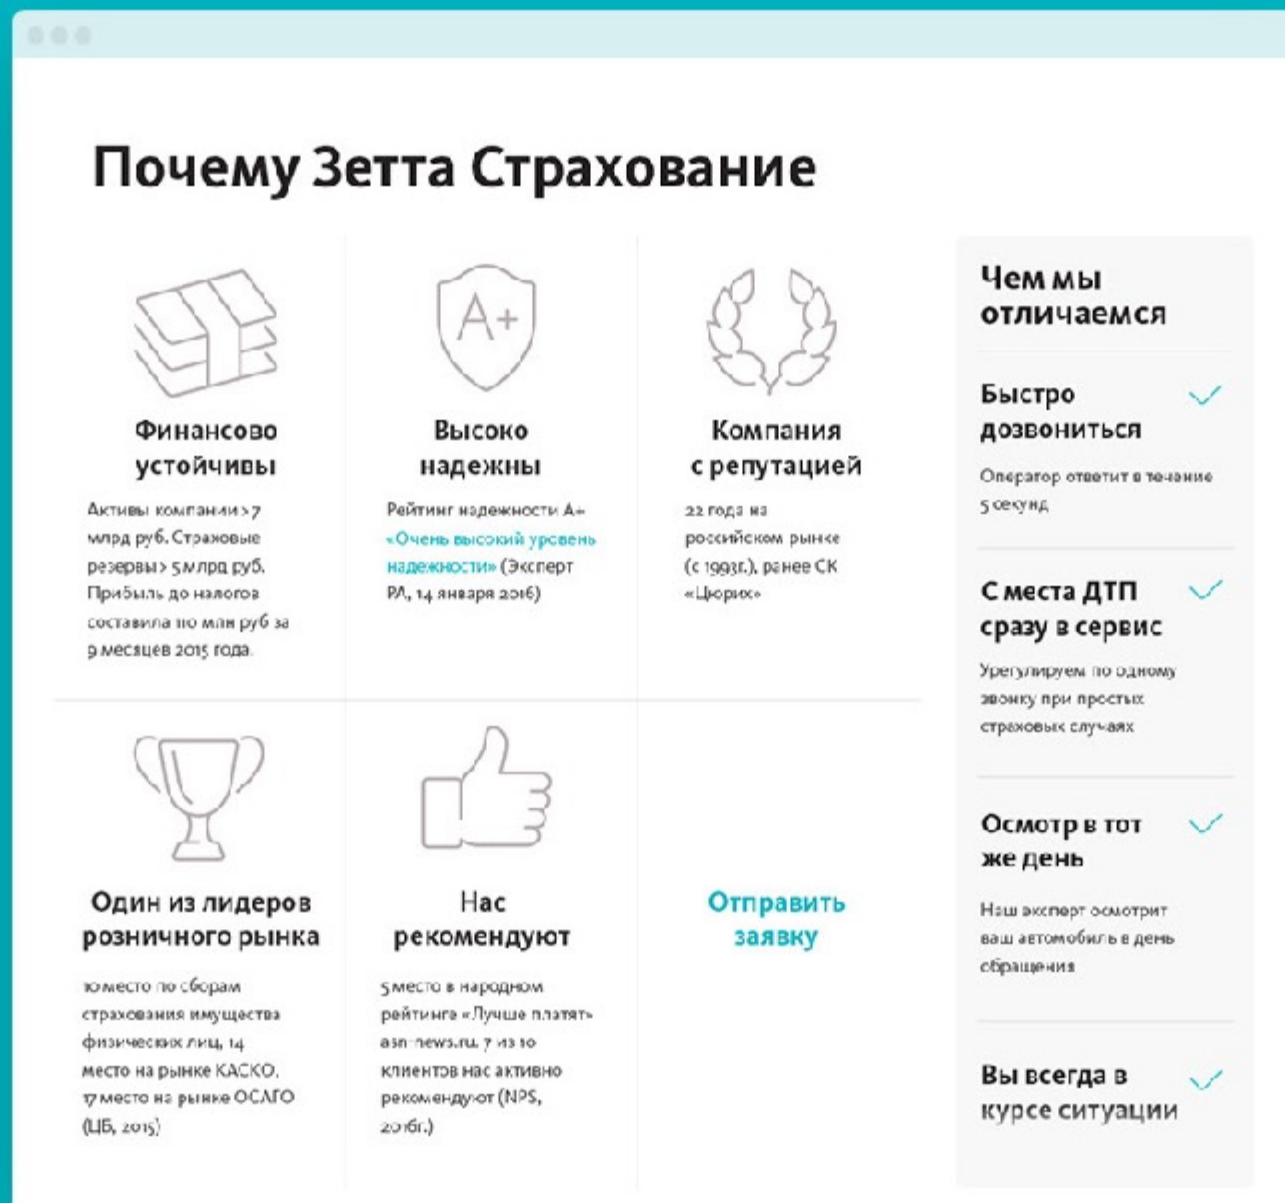 Почему Зетта Страхование
A+
Финансово
устойчивы
Активы компании > 7
млрд руб. Страховые
резервы > 5 млрд руб.
Прибыль до налогов
составила 110 млн руб за
9 месяцев 2015 года.
Высоко
надежны
Рейтинг надежности А+
«Очень высокий уровень
надежности» (Эксперт
РА, 14 января 2016)
Компания
с репутацией
22 года на
российском рынке
(с 1993г.), ранее СК
«Цюрих»
Один из лидеров
розничного рынка
10 место по сборам
страхования имущества
физических лиц, 14
место на рынке КАСКО,
17 место на рынке ОСАГО
(ЦБ, 2015)
Нас
рекомендуют
5 место в народном
рейтинге «Лучше платят»
asn-news.ru. 7 из 10
клиентов нас активно
рекомендуют (NPS,
2016г.)
Отправить
заявку
Чем мы
отличаемся
Быстро
дозвониться
Оператор ответит в течение
5 секунд
С места ДТП
сразу в сервис
Урегулируем по одному
звонку при простых
страховых случаях
Осмотр в тот
же день
Наш эксперт осмотрит
ваш автомобиль в день
обращения
Вы всегда в
курсе ситуации